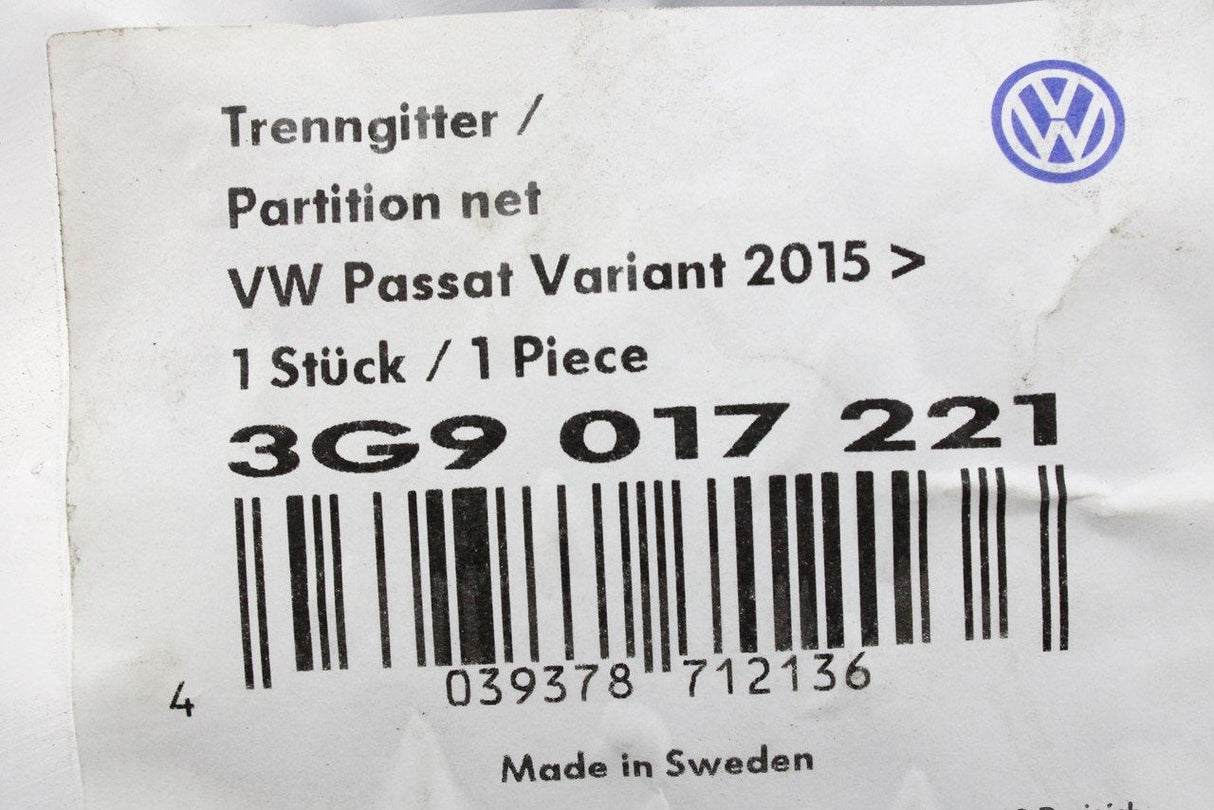 Trenngitter /
Partition net
VW Passat Variant 2015 >
1 Stück / 1 Piece
3G9 017 221
4 039378 712136
Made in Sweden